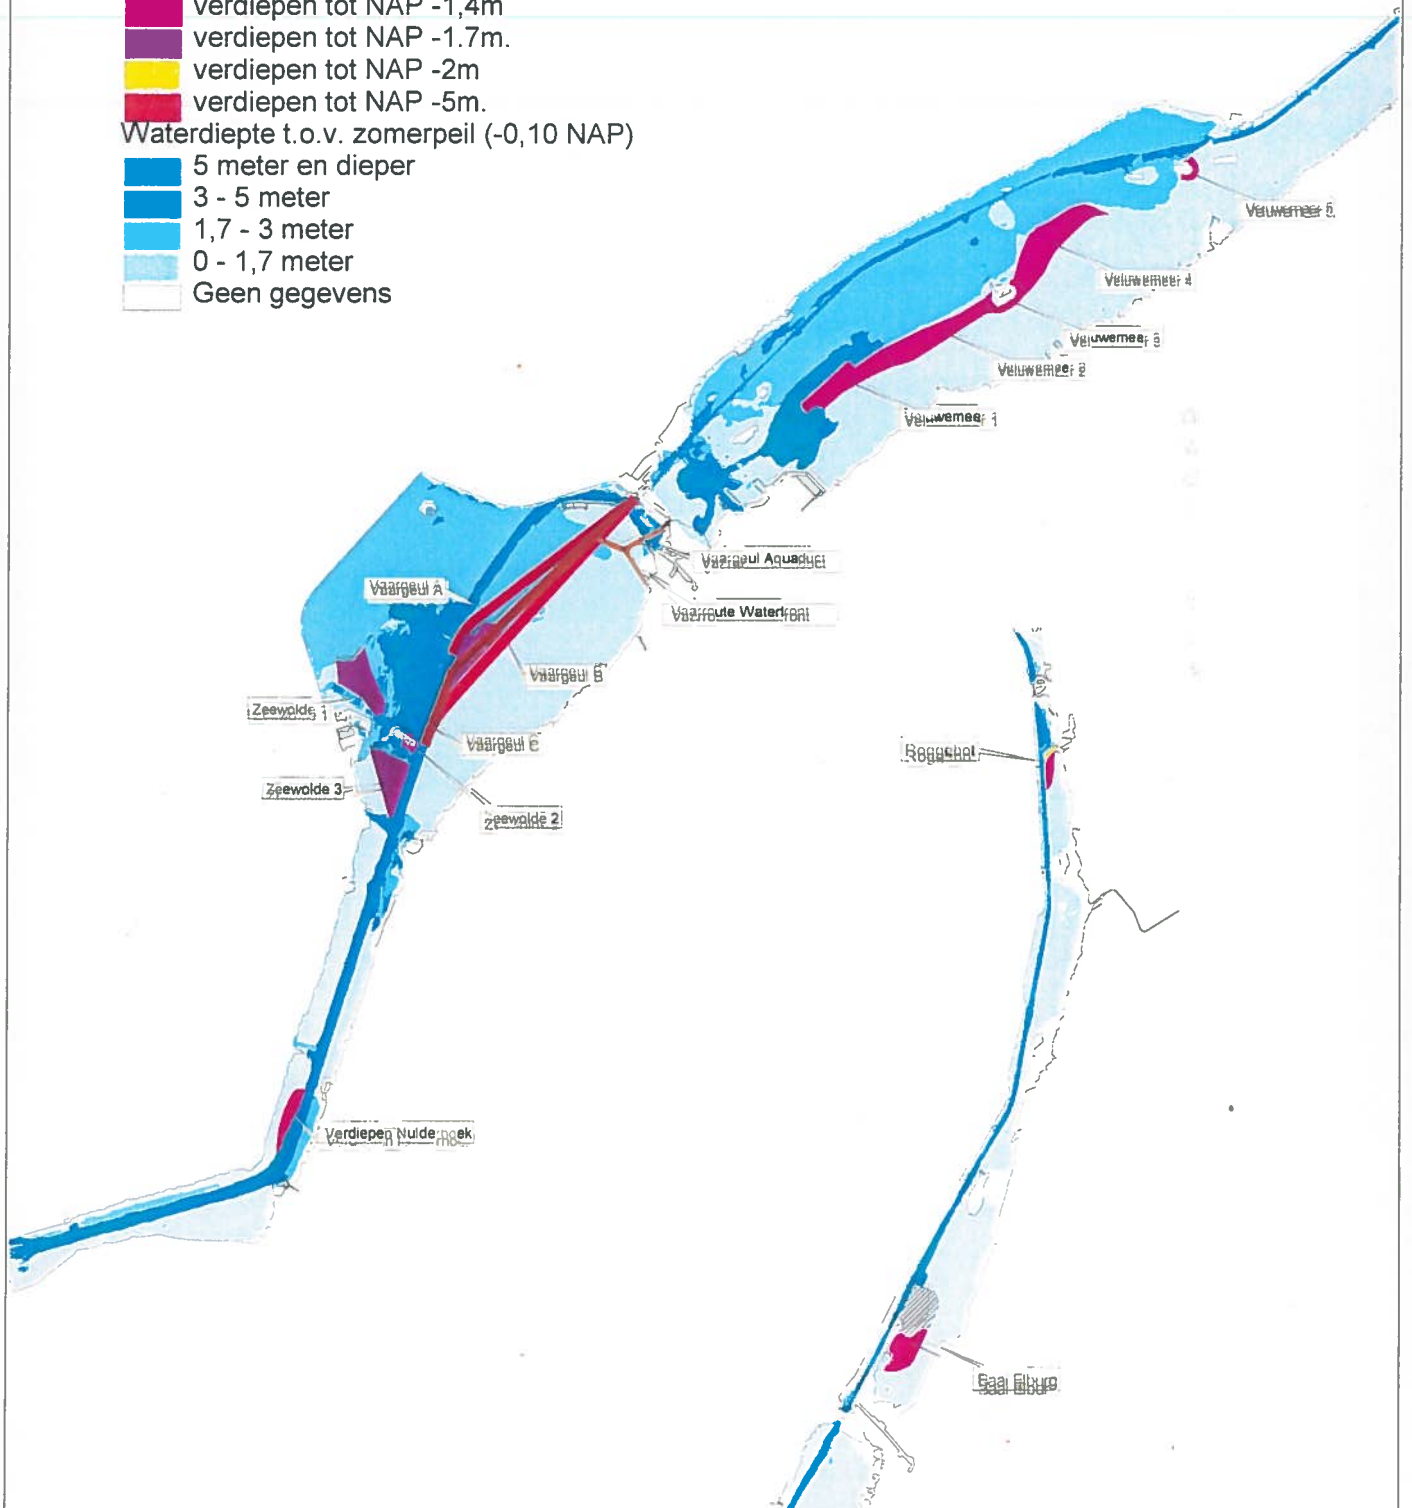 verdiepen tot NAP -1,4m
verdiepen tot NAP -1.7m.
verdiepen tot NAP -2m
verdiepen tot NAP -5m.
Waterdiepte t.o.v. zomerpeil (-0,10 NAP)
5 meter en dieper
3 - 5 meter
1,7 - 3 meter
0 - 1,7 meter
Geen gegevens
Veluwemeer 5
Veluwemeer 4
Veluwemeer 3
Veluwemeer 2
Veluwemeer 1
Vaargeul Aquaduct
Vaargeul A
Vaarroute Waterfront
Vaargeul B
Zeewolde 1
Vaargeul C
Roggebot
Zeewolde 3
Zeewolde 2
Verdiepen Nulderhoek
Elburg